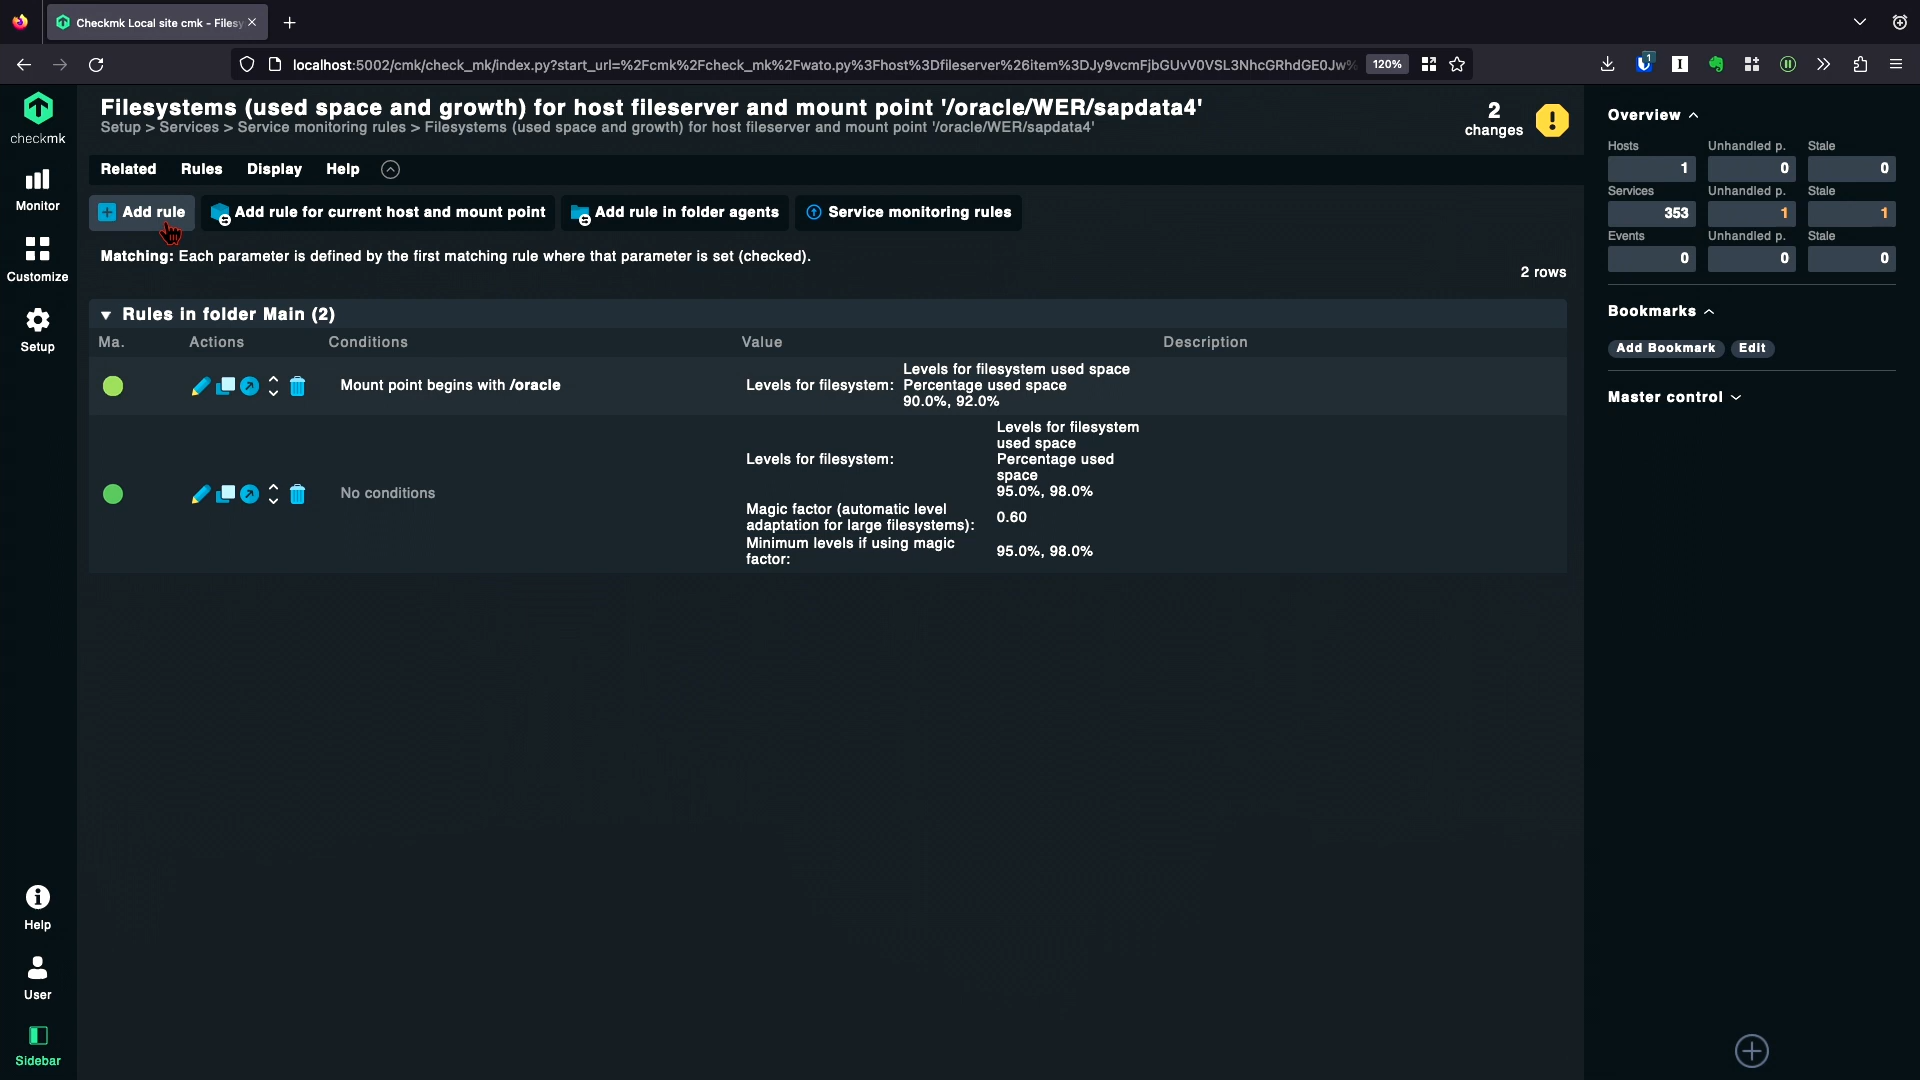 Checkmk Local site cmk - Files
localhost:5002/cmk/check_mk/index.py?start_url=%2Fcmk%2Fcheck_mk%2Fwato.py%3Fhost%3Dfileserver%26item%3DJy9vcmFjbGUvV0VSL3NhcGRhdGE0Jw%
120%
1
checkmk
Monitor
Customize
Setup
Help
User
Sidebar
Filesystems (used space and growth) for host fileserver and mount point '/oracle/WER/sapdata4'
Setup > Services > Service monitoring rules > Filesystems (used space and growth) for host fileserver and mount point '/oracle/WER/sapdata4'
2
changes
Related Rules Display Help
Add rule Add rule for current host and mount point Add rule in folder agents Service monitoring rules
Matching: Each parameter is defined by the first matching rule where that parameter is set (checked).
2 rows
Rules in folder Main (2)
Ma. Actions Conditions Value Description
Mount point begins with /oracle
Levels for filesystem:
Levels for filesystem used space
Percentage used space
90.0%, 92.0%
No conditions
Levels for filesystem:
Levels for filesystem
used space
Percentage used
space
95.0%, 98.0%
Magic factor (automatic level
adaptation for large filesystems):
0.60
Minimum levels if using magic
factor:
95.0%, 98.0%
Overview
Hosts Unhandled p. Stale
1 0 0
Services Unhandled p. Stale
353 1 1
Events Unhandled p. Stale
0 0 0
Bookmarks
Add Bookmark Edit
Master control